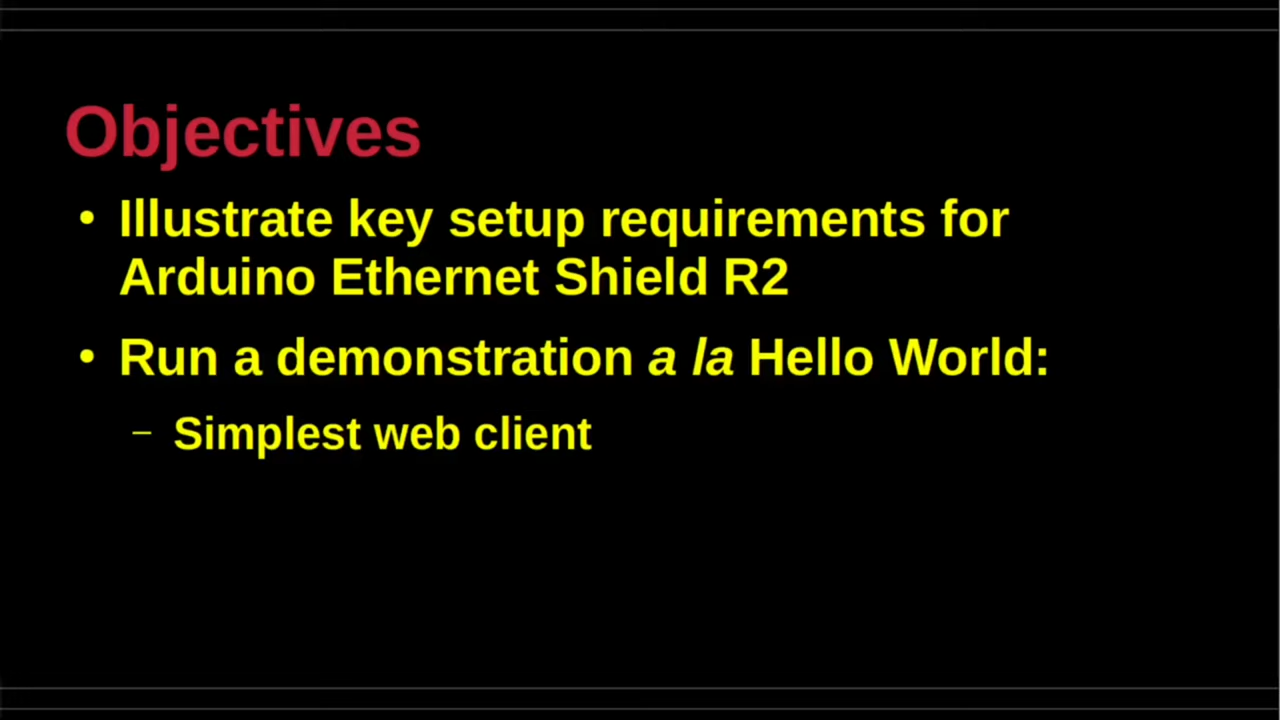 Objectives
• Illustrate key setup requirements for
Arduino Ethernet Shield R2
• Run a demonstration a la Hello World:
– Simplest web client